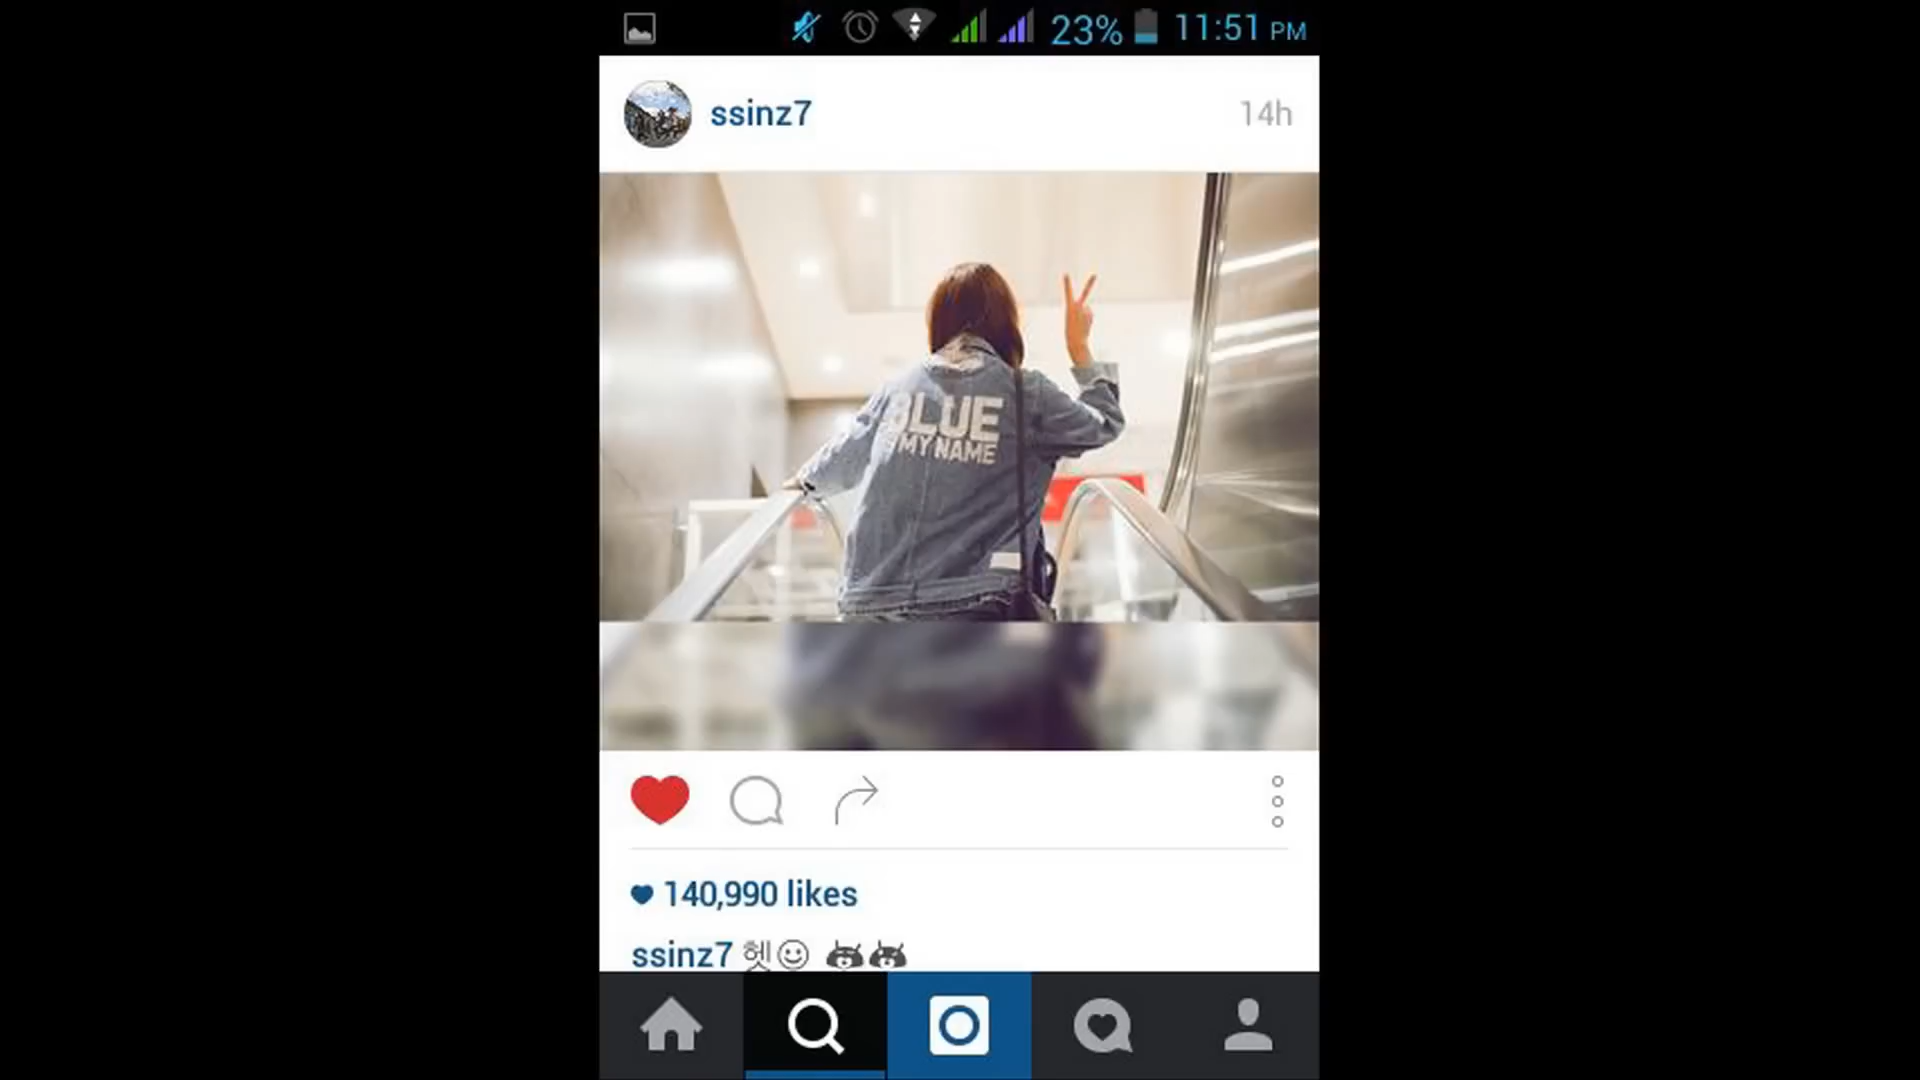 23% 11:51 PM
ssinz7 14h
BLUE
MY NAME
140,990 likes
ssinz7 헷